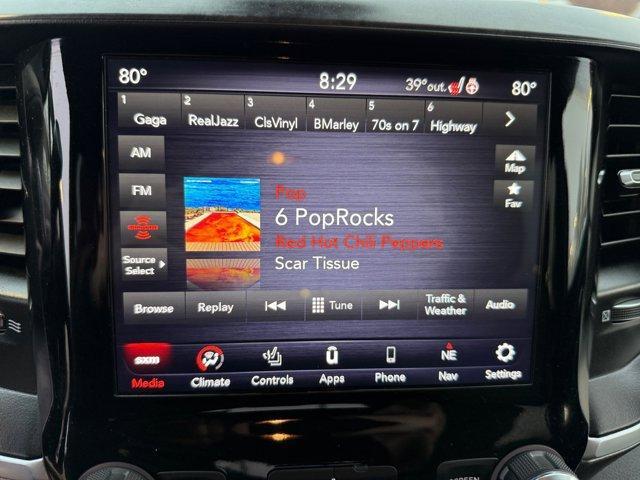 80° 8:29 39°out. 80°
1 Gaga 2 RealJazz 3 ClsVinyl 4 BMarley 5 70s on 7 6 Highway
AM
Map
FM
Pop
Fav
6 PopRocks
Red Hot Chili Peppers
Source
Select
Scar Tissue
Browse Replay Tune Traffic &
Weather Audio
sxm NE
Media Climate Controls Apps Phone Nav Settings
SCREEN